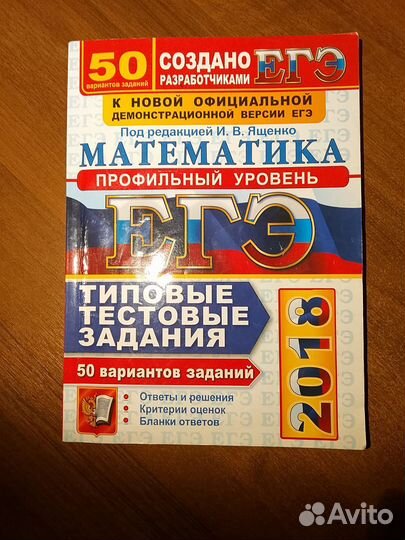 50
вариантов заданий
СОЗДАНО
РАЗРАБОТЧИКАМИ
ЕГЭ
К НОВОЙ ОФИЦИАЛЬНОЙ
ДЕМОНСТРАЦИОННОЙ ВЕРСИИ ЕГЭ
Под редакцией И. В. Ященко
МАТЕМАТИКА
ПРОФИЛЬНЫЙ УРОВЕНЬ
ЕГЭ
ТИПОВЫЕ
ТЕСТОВЫЕ
ЗАДАНИЯ
50 вариантов заданий
• Ответы и решения
• Критерии оценок
• Бланки ответов
2018
Avito